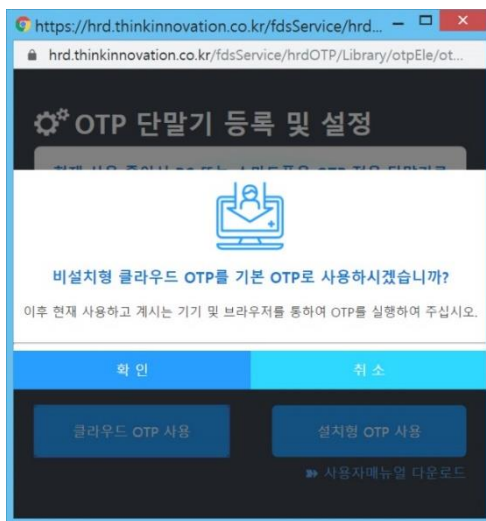 https://hrd.thinkinnovation.co.kr/fdsService/hrd...
hrd.thinkinnovation.co.kr/fdsService/hrdOTP/Library/otpEle/ot...
OTP 단말기 등록 및 설정
비설치형 클라우드 OTP를 기본 OTP로 사용하시겠습니까?
이후 현재 사용하고 계시는 기기 및 브라우저를 통하여 OTP를 실행하여 주십시오.
확 인
취 소
클라우드 OTP 사용
설치형 OTP 사용
사용자매뉴얼 다운로드